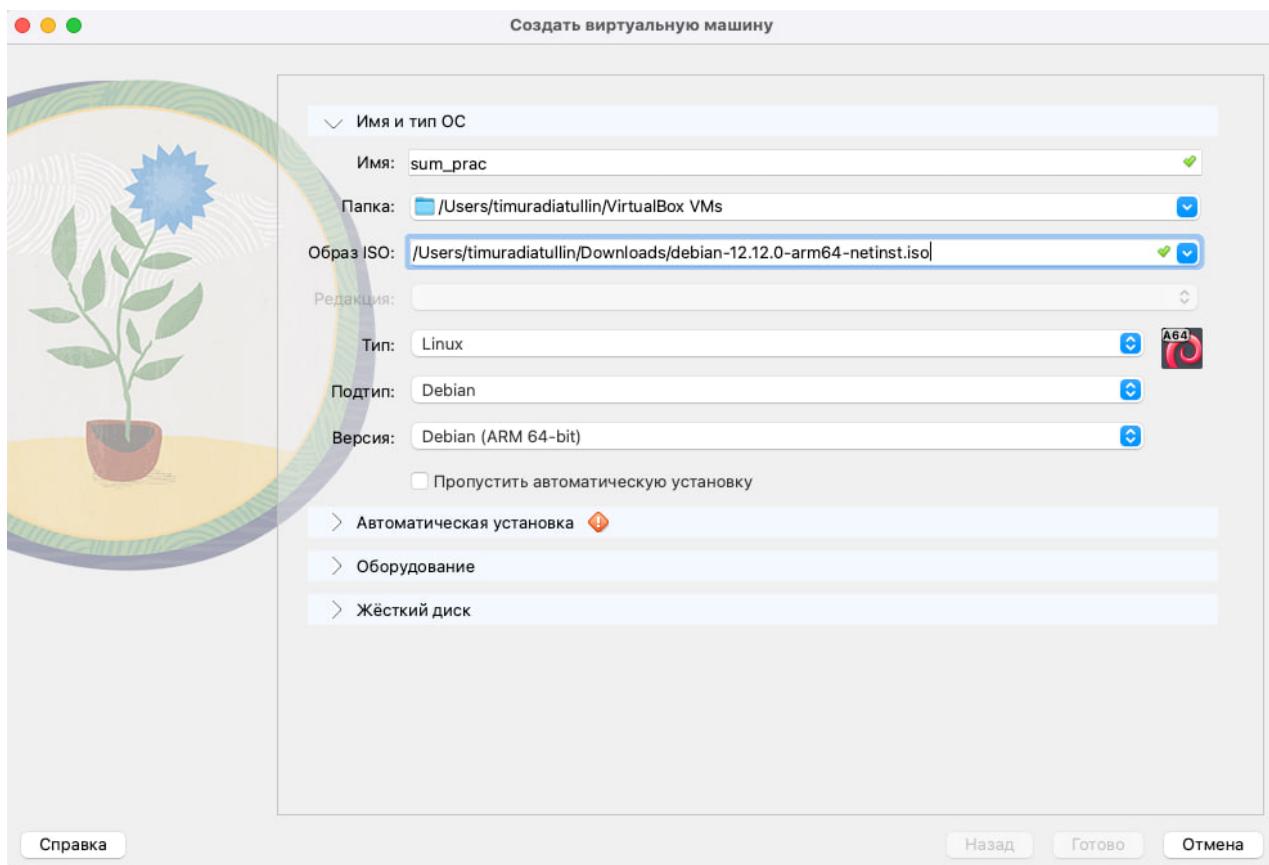 Создать виртуальную машину
Имя и тип ОС
Имя: sum_prac
Папка: /Users/timuradiatullin/VirtualBox VMs
Образ ISO: /Users/timuradiatullin/Downloads/debian-12.12.0-arm64-netinst.iso
Редакция:
Тип: Linux A64
Подтип: Debian
Версия: Debian (ARM 64-bit)
Пропустить автоматическую установку
Автоматическая установка
Оборудование
Жёсткий диск
Справка Назад Готово Отмена